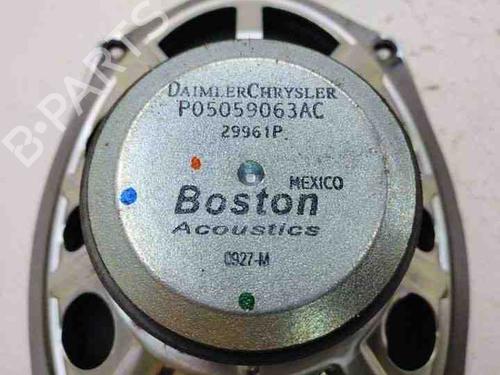 DAIMLERCHRYSLER
P05059063AC
29961P
MEXICO
Boston
Acoustics
0927-M
B-PARTS